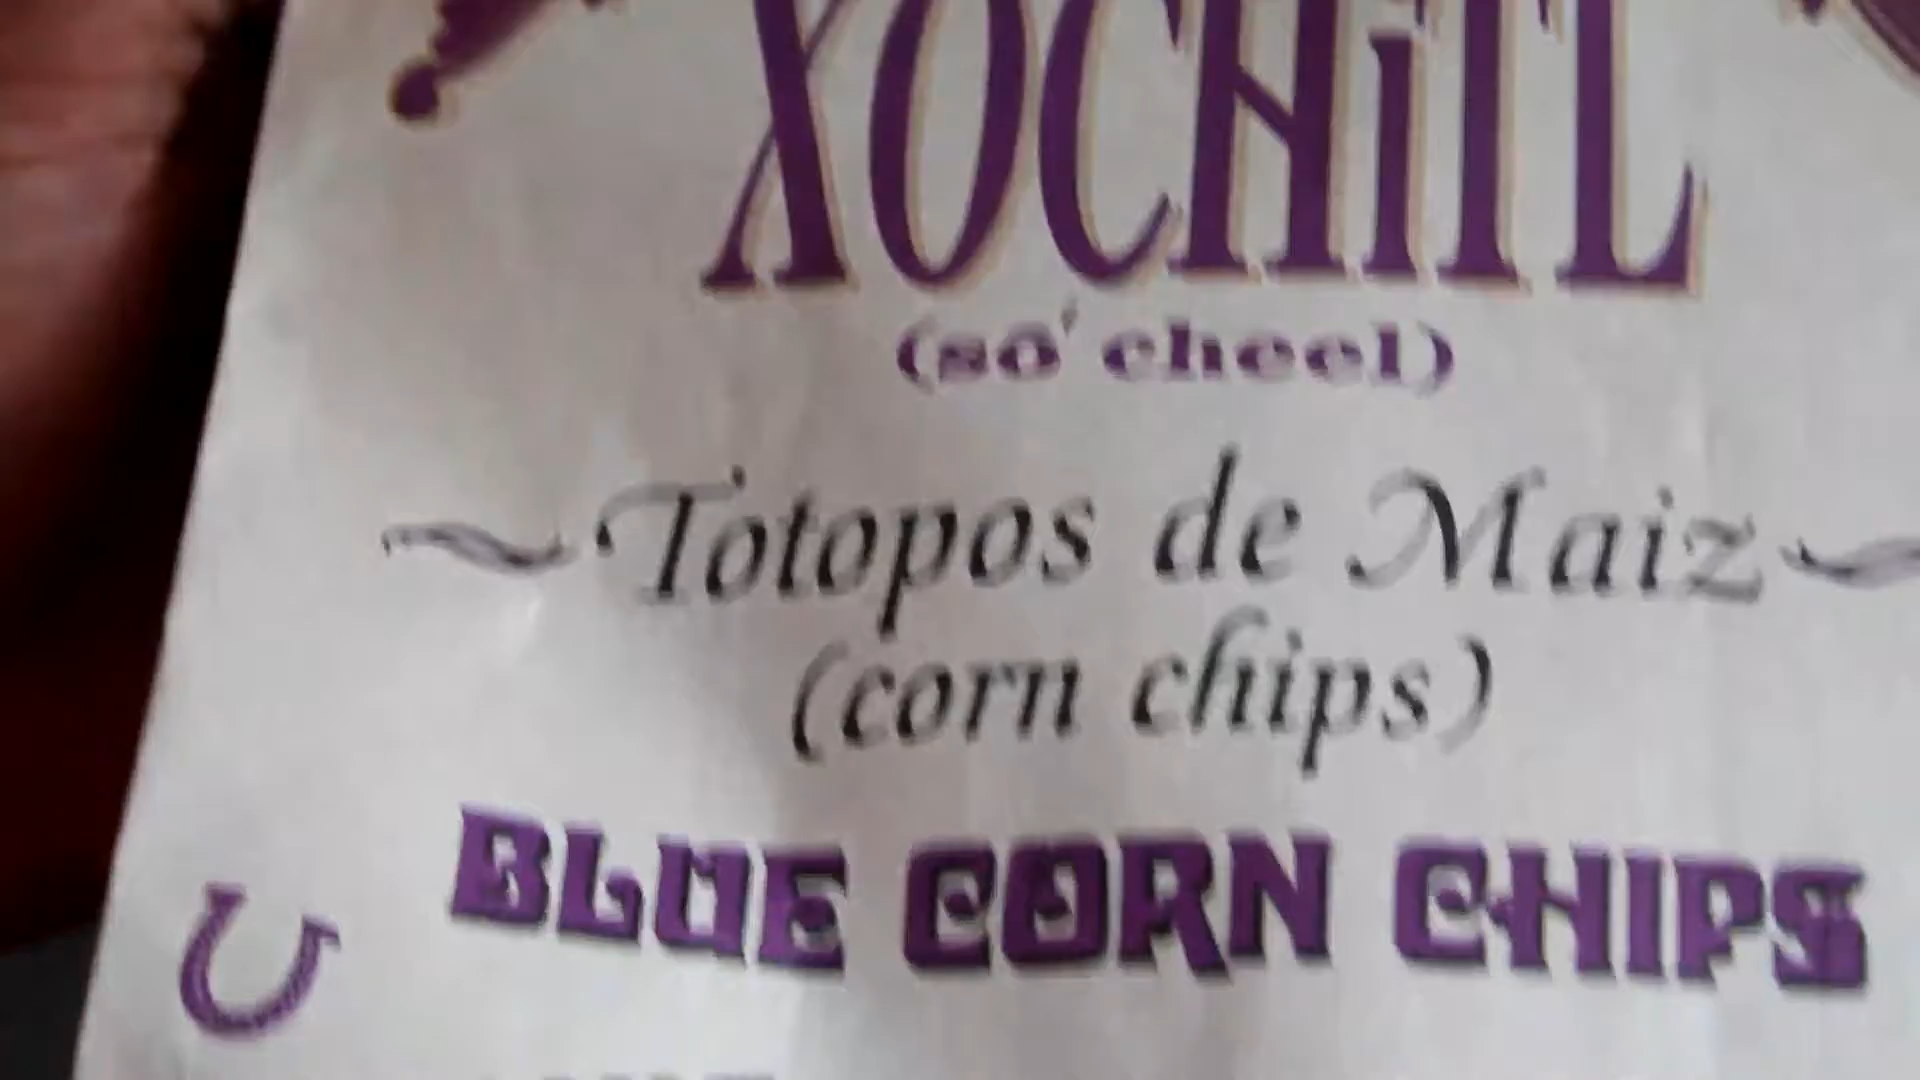 XOCHiTL
(sō' cheel)
~Totopos de Maiz~
(corn chips)
BLUE CORN CHIPS